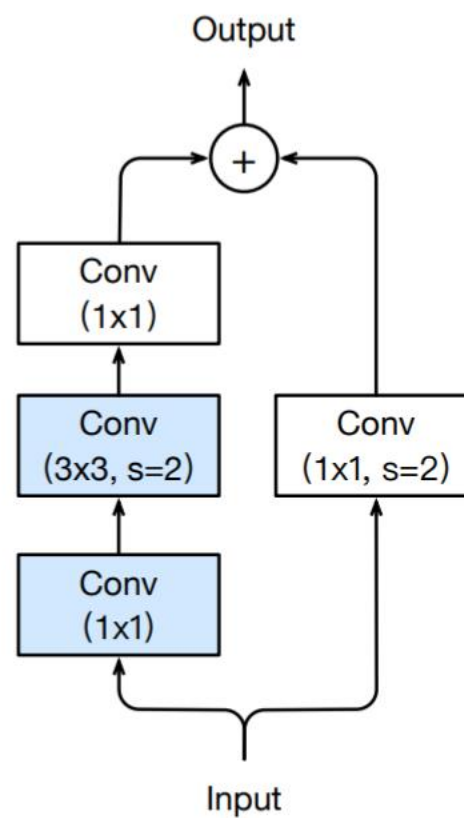 Output
+
Conv
(1x1)
Conv
(3x3, s=2)
Conv
(1x1, s=2)
Conv
(1x1)
Input